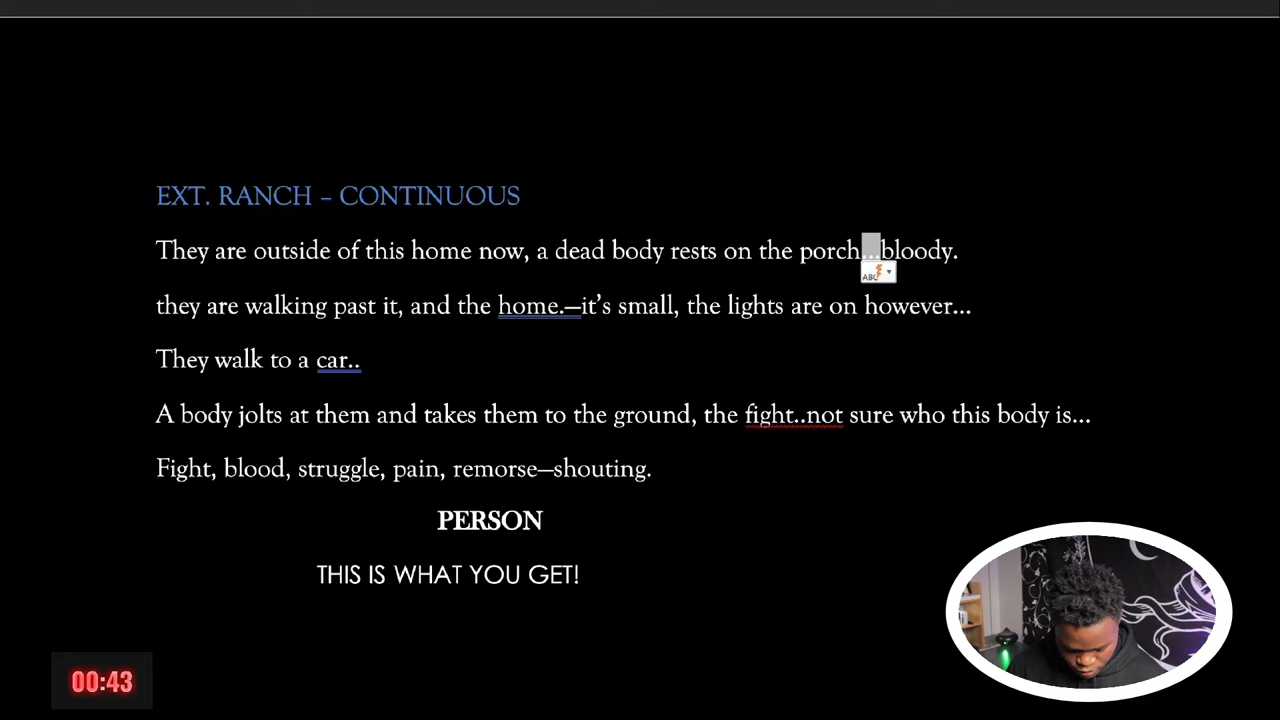 EXT. RANCH – CONTINUOUS
They are outside of this home now, a dead body rests on the porch…bloody.
ABC
they are walking past it, and the home.—it’s small, the lights are on however…
They walk to a car..
A body jolts at them and takes them to the ground, the fight..not sure who this body is…
Fight, blood, struggle, pain, remorse—shouting.
PERSON
THIS IS WHAT YOU GET!
00:43